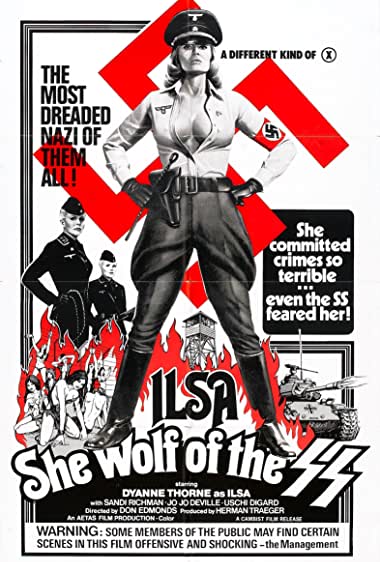 A DIFFERENT KIND OF X
THE
MOST
DREADED
NAZI OF
THEM
ALL!
She
committed
crimes so
terrible
...
even the SS
feared her!
ILSA
She Wolf of the SS
starring
DYANNE THORNE as ILSA
with SANDI RICHMAN · JO JO DEVILLE · USCHI DIGARD
Directed by DON EDMONDS · Produced by HERMAN TRAEGER
An AETAS FILM PRODUCTION - Color
A CAMBIST FILM RELEASE
WARNING: SOME MEMBERS OF THE PUBLIC MAY FIND CERTAIN
SCENES IN THIS FILM OFFENSIVE AND SHOCKING – the Management